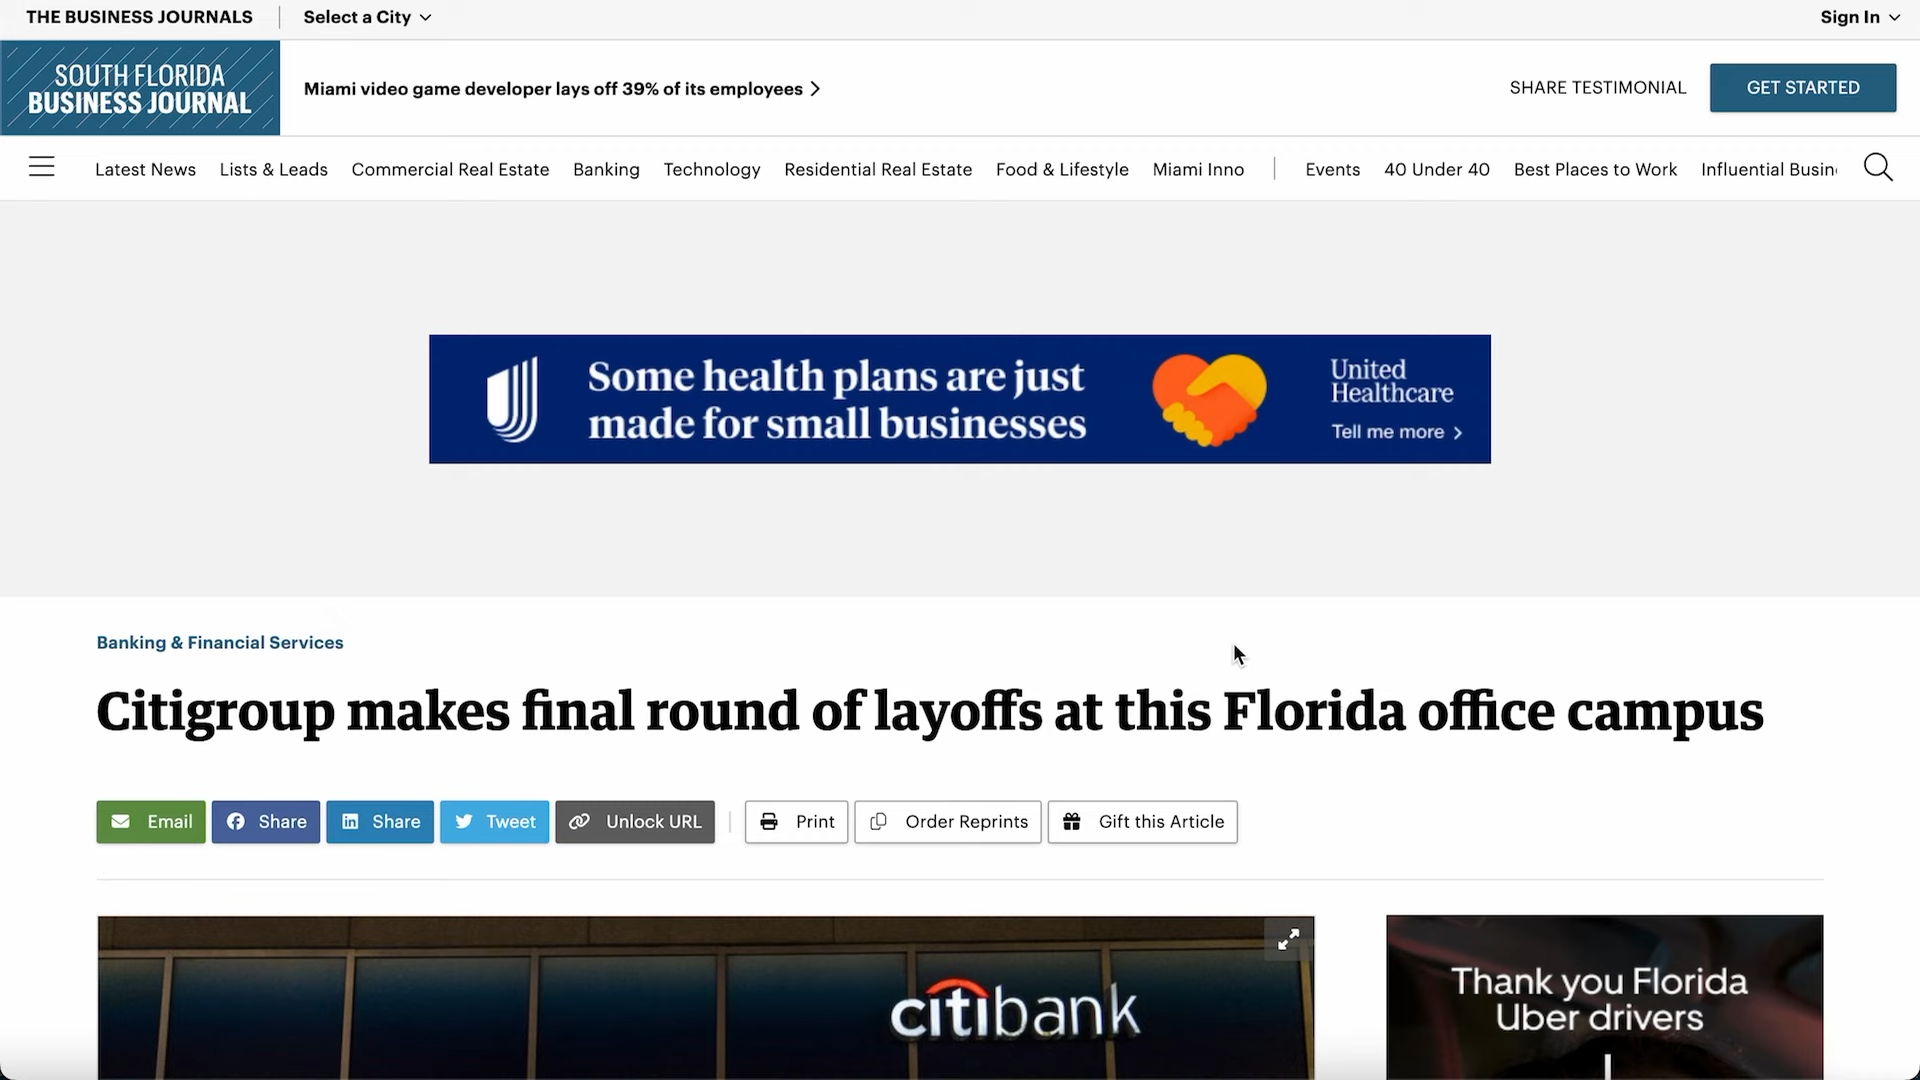 THE BUSINESS JOURNALS
Select a City
Sign In
SOUTH FLORIDA
BUSINESS JOURNAL
Miami video game developer lays off 39% of its employees
SHARE TESTIMONIAL
GET STARTED
Latest News
Lists & Leads
Commercial Real Estate
Banking
Technology
Residential Real Estate
Food & Lifestyle
Miami Inno
Events
40 Under 40
Best Places to Work
Influential Busin
Some health plans are just
made for small businesses
United
Healthcare
Tell me more
Banking & Financial Services
Citigroup makes final round of layoffs at this Florida office campus
Email
Share
Share
Tweet
Unlock URL
Print
Order Reprints
Gift this Article
citibank
Thank you Florida
Uber drivers